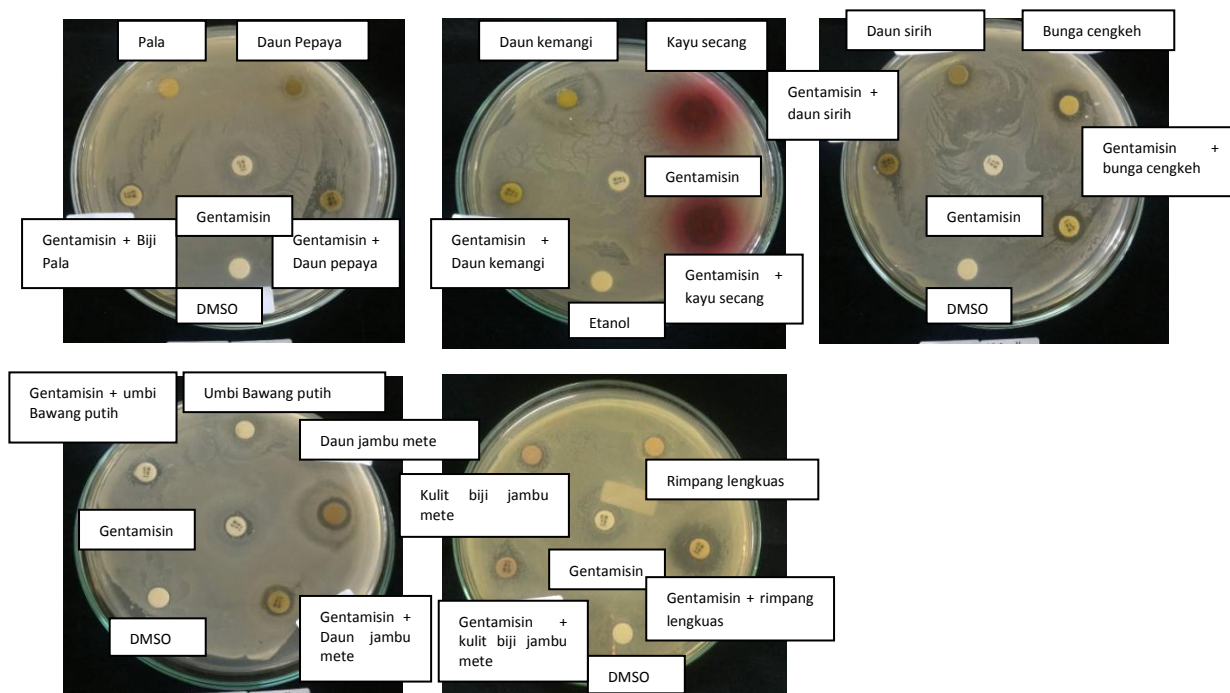 Pala
Daun Pepaya
Gentamisin
Gentamisin + Biji
Pala
Gentamisin +
Daun pepaya
DMSO
Daun kemangi
Kayu secang
Gentamisin
Gentamisin +
Daun kemangi
Gentamisin +
kayu secang
Etanol
Daun sirih
Bunga cengkeh
Gentamisin +
daun sirih
Gentamisin +
bunga cengkeh
Gentamisin
DMSO
Gentamisin + umbi
Bawang putih
Umbi Bawang putih
Daun jambu mete
Gentamisin
DMSO
Gentamisin +
Daun jambu
mete
Kulit biji jambu
mete
Rimpang lengkuas
Gentamisin
Gentamisin + rimpang
lengkuas
Gentamisin +
kulit biji jambu
mete
DMSO